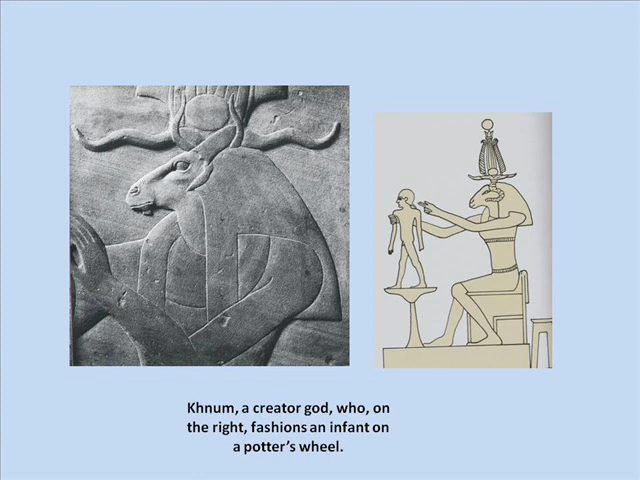 Khnum, a creator god, who, on
the right, fashions an infant on
a potter’s wheel.